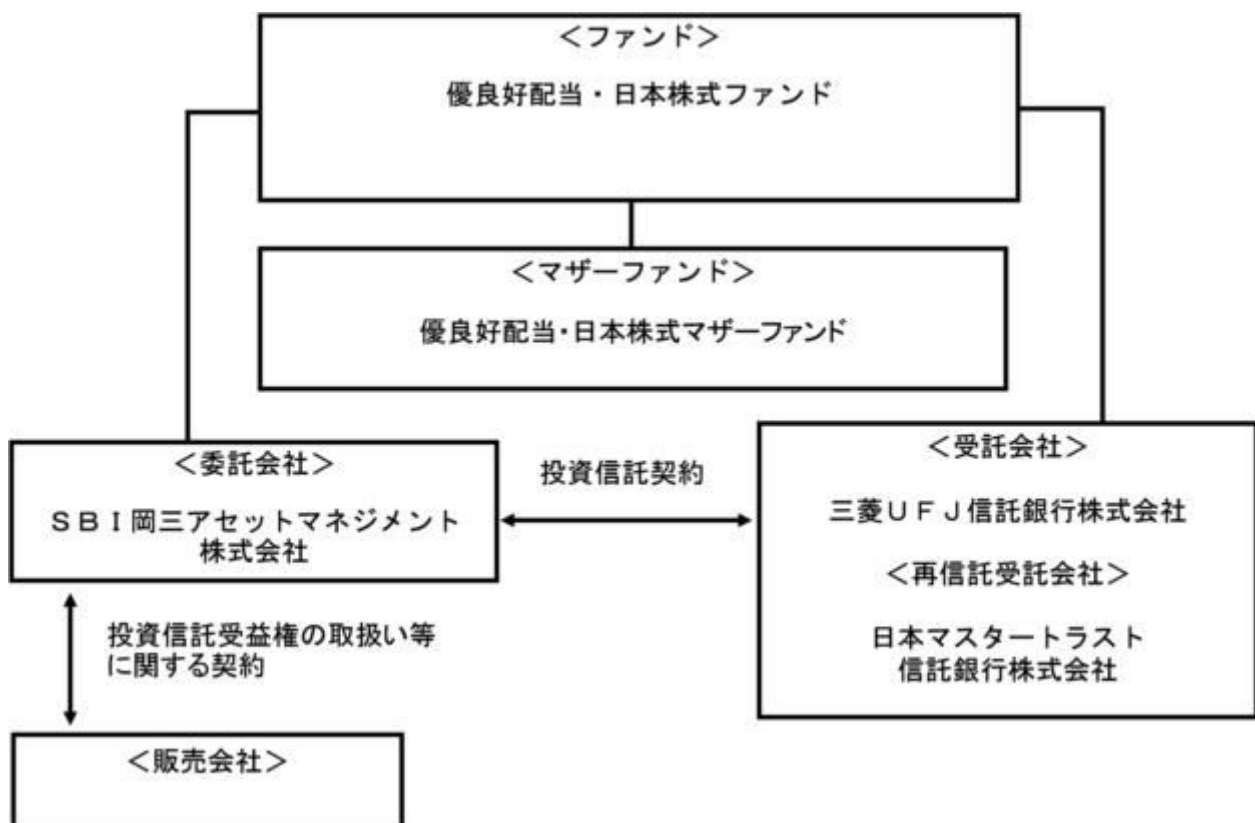 ＜ファンド＞
優良好配当・日本株式ファンド
＜マザーファンド＞
優良好配当・日本株式マザーファンド
＜委託会社＞
ＳＢＩ岡三アセットマネジメント
株式会社
投資信託契約
＜受託会社＞
三菱ＵＦＪ信託銀行株式会社
＜再信託受託会社＞
日本マスタートラスト
信託銀行株式会社
投資信託受益権の取扱い等
に関する契約
＜販売会社＞